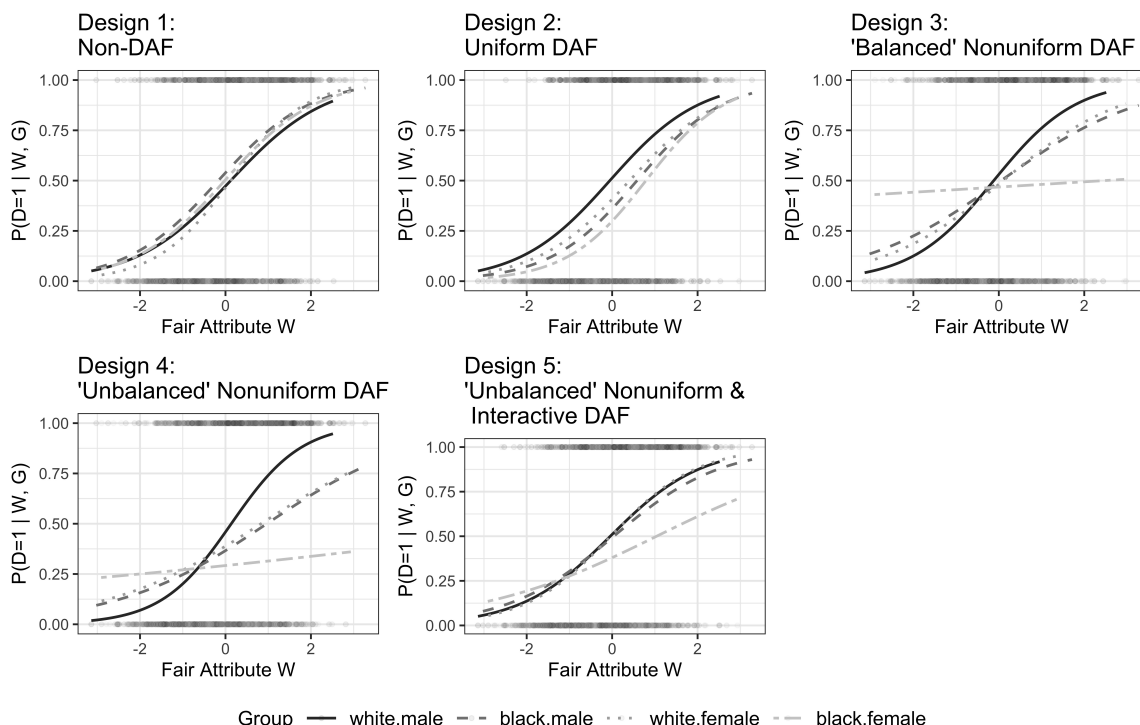 Design 1:
Non-DAF
1.00
0.75
0.50
0.25
0.00
P(D=1 | W, G)
-2
0
2
Fair Attribute W
Design 2:
Uniform DAF
1.00
0.75
0.50
0.25
0.00
P(D=1 | W, G)
-2
0
2
Fair Attribute W
Design 3:
'Balanced' Nonuniform DAF
1.00
0.75
0.50
0.25
0.00
P(D=1 | W, G)
-2
0
2
Fair Attribute W
Design 4:
'Unbalanced' Nonuniform DAF
1.00
0.75
0.50
0.25
0.00
P(D=1 | W, G)
-2
0
2
Fair Attribute W
Design 5:
'Unbalanced' Nonuniform &
Interactive DAF
1.00
0.75
0.50
0.25
0.00
P(D=1 | W, G)
-2
0
2
Fair Attribute W
Group white.male black.male white.female black.female